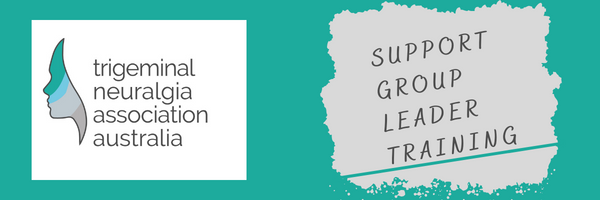 trigeminal
neuralgia
association
australia
SUPPORT
GROUP
LEADER
TRAINING